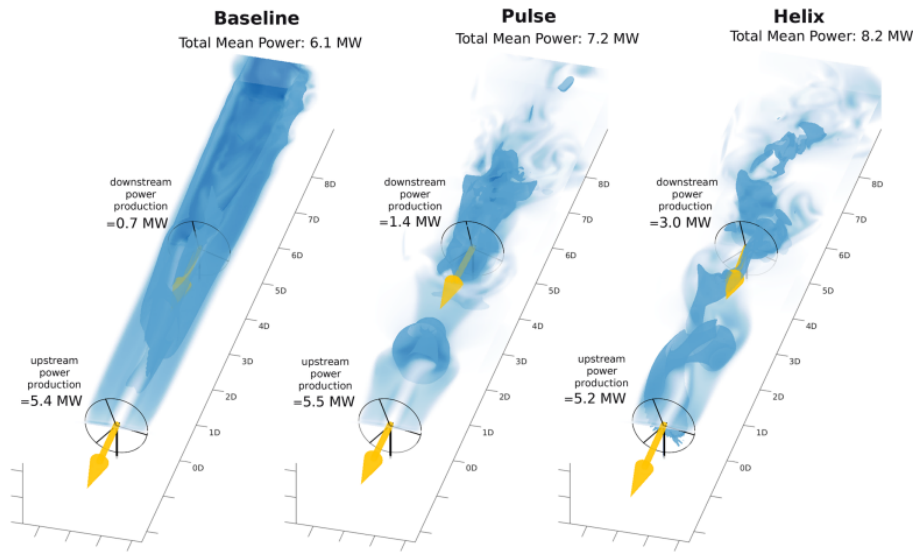 Baseline
Total Mean Power: 6.1 MW
downstream
power
production
=0.7 MW
upstream
power
production
=5.4 MW
8D
7D
6D
5D
4D
3D
2D
1D
0D
Pulse
Total Mean Power: 7.2 MW
downstream
power
production
=1.4 MW
upstream
power
production
=5.5 MW
8D
7D
6D
5D
4D
3D
2D
1D
0D
Helix
Total Mean Power: 8.2 MW
downstream
power
production
=3.0 MW
upstream
power
production
=5.2 MW
8D
7D
6D
5D
4D
3D
2D
1D
0D